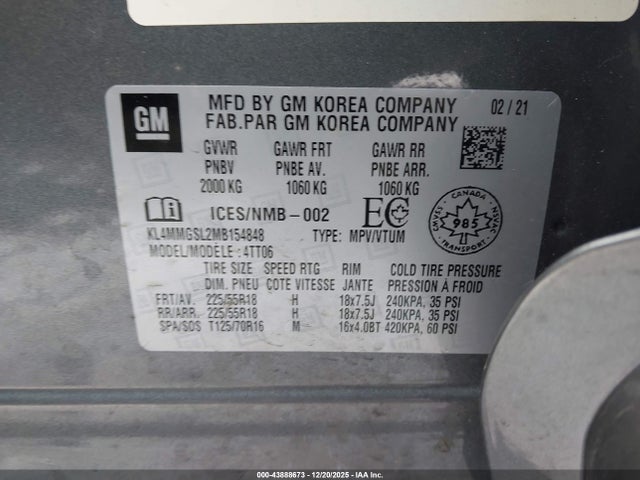 GM
MFD BY GM KOREA COMPANY 02 / 21
FAB.PAR GM KOREA COMPANY
GVWR GAWR FRT GAWR RR
PNBV PNBE AV. PNBE ARR.
2000 KG 1060 KG 1060 KG
ICES/NMB-002 EC
CANADA
985
TRANSPORT
KL4MMGSL2MB154848 TYPE: MPV/VTUM
MODEL/MODELE: 4TT06
TIRE SIZE SPEED RTG RIM COLD TIRE PRESSURE
DIM. PNEU COTE VITESSE JANTE PRESSION À FROID
FRT/AV. 225/55R18 H 18x7.5J 240KPA, 35 PSI
RR/ARR. 225/55R18 H 18x7.5J 240KPA, 35 PSI
SPA/SOS T125/70R16 M 16x4.0BT 420KPA, 60 PSI
000-43888673 - 12/20/2025 - IAA Inc.